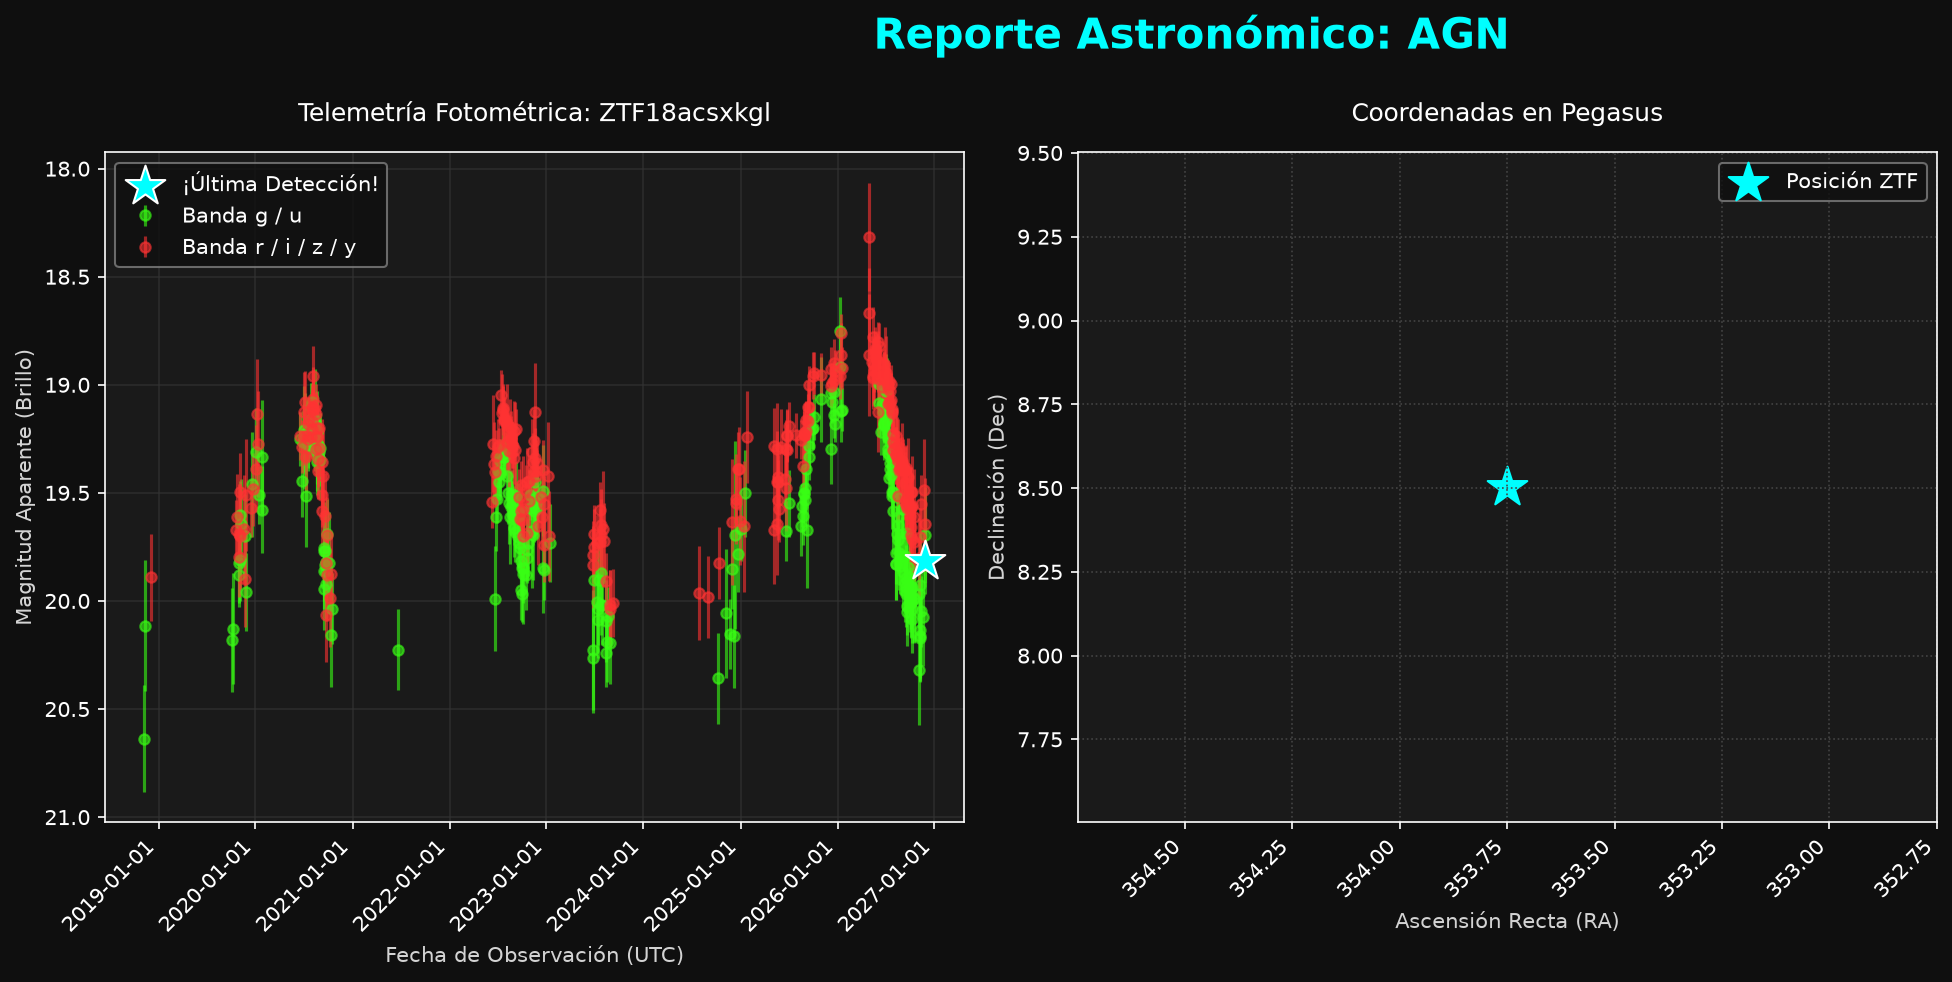 Reporte Astronómico: AGN
Telemetría Fotométrica: ZTF18acsxkgl
¡Última Detección!
Banda g / u
Banda r / i / z / y
Magnitud Aparente (Brillo)
18.0
18.5
19.0
19.5
20.0
20.5
21.0
2019-01-01
2020-01-01
2021-01-01
2022-01-01
2023-01-01
2024-01-01
2025-01-01
2026-01-01
2027-01-01
Fecha de Observación (UTC)
Coordenadas en Pegasus
Posición ZTF
Declinación (Dec)
9.50
9.25
9.00
8.75
8.50
8.25
8.00
7.75
354.50
354.25
354.00
353.75
353.50
353.25
353.00
352.75
Ascensión Recta (RA)